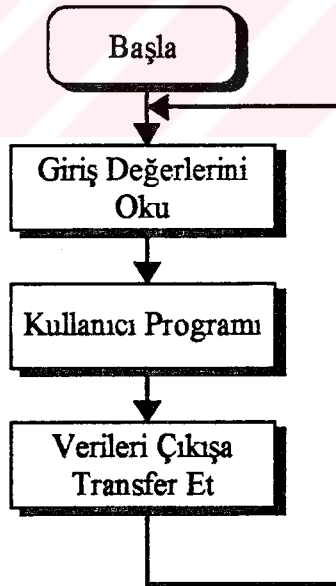 Başla
Giriş Değerlerini
Oku
Kullanıcı Programı
Verileri Çıkışa
Transfer Et